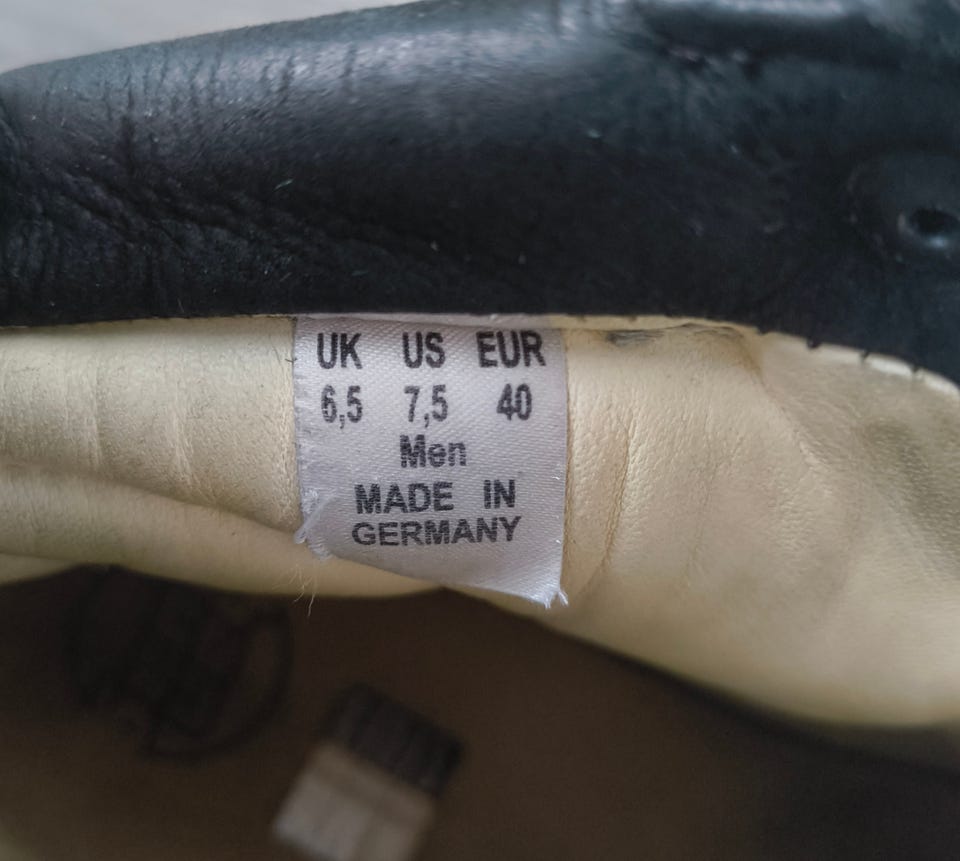 UK US EUR
6,5 7,5 40
Men
MADE IN
GERMANY